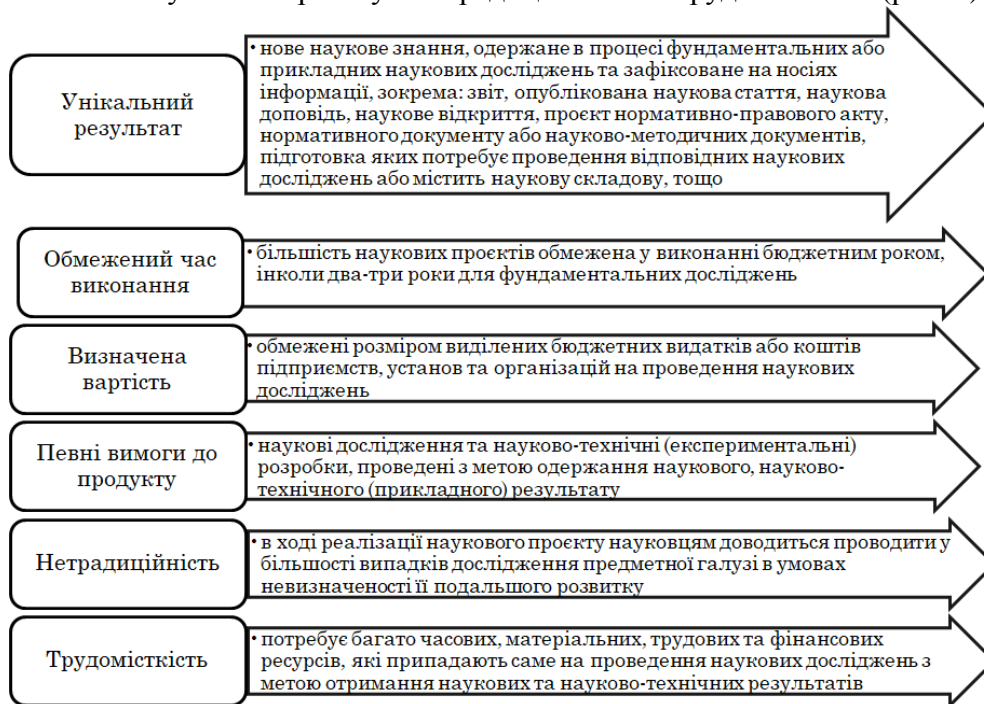 Унікальний
результат
• нове наукове знання, одержане в процесі фундаментальних або
прикладних наукових досліджень та зафіксоване на носіях
інформації, зокрема: звіт, опублікована наукова стаття, наукова
доповідь, наукове відкриття, проєкт нормативно-правового акту,
нормативного документу або науково-методичних документів,
підготовка яких потребує проведення відповідних наукових
досліджень або містить наукову складову, тощо
Обмежений час
виконання
• більшість наукових проєктів обмежена у виконанні бюджетним роком,
інколи два-три роки для фундаментальних досліджень
Визначена
вартість
• обмежені розміром виділених бюджетних видатків або коштів
підприємств, установ та організацій на проведення наукових
досліджень
Певні вимоги до
продукту
• наукові дослідження та науково-технічні (експериментальні)
розробки, проведені з метою одержання наукового, науково-
технічного (прикладного) результату
Нетрадиційність
• в ході реалізації наукового проєкту науковцям доводиться проводити у
більшості випадків дослідження предметної галузі в умовах
невизначеності її подальшого розвитку
Трудомісткість
• потребує багато часових, матеріальних, трудових та фінансових
ресурсів, які припадають саме на проведення наукових досліджень з
метою отримання наукових та науково-технічних результатів